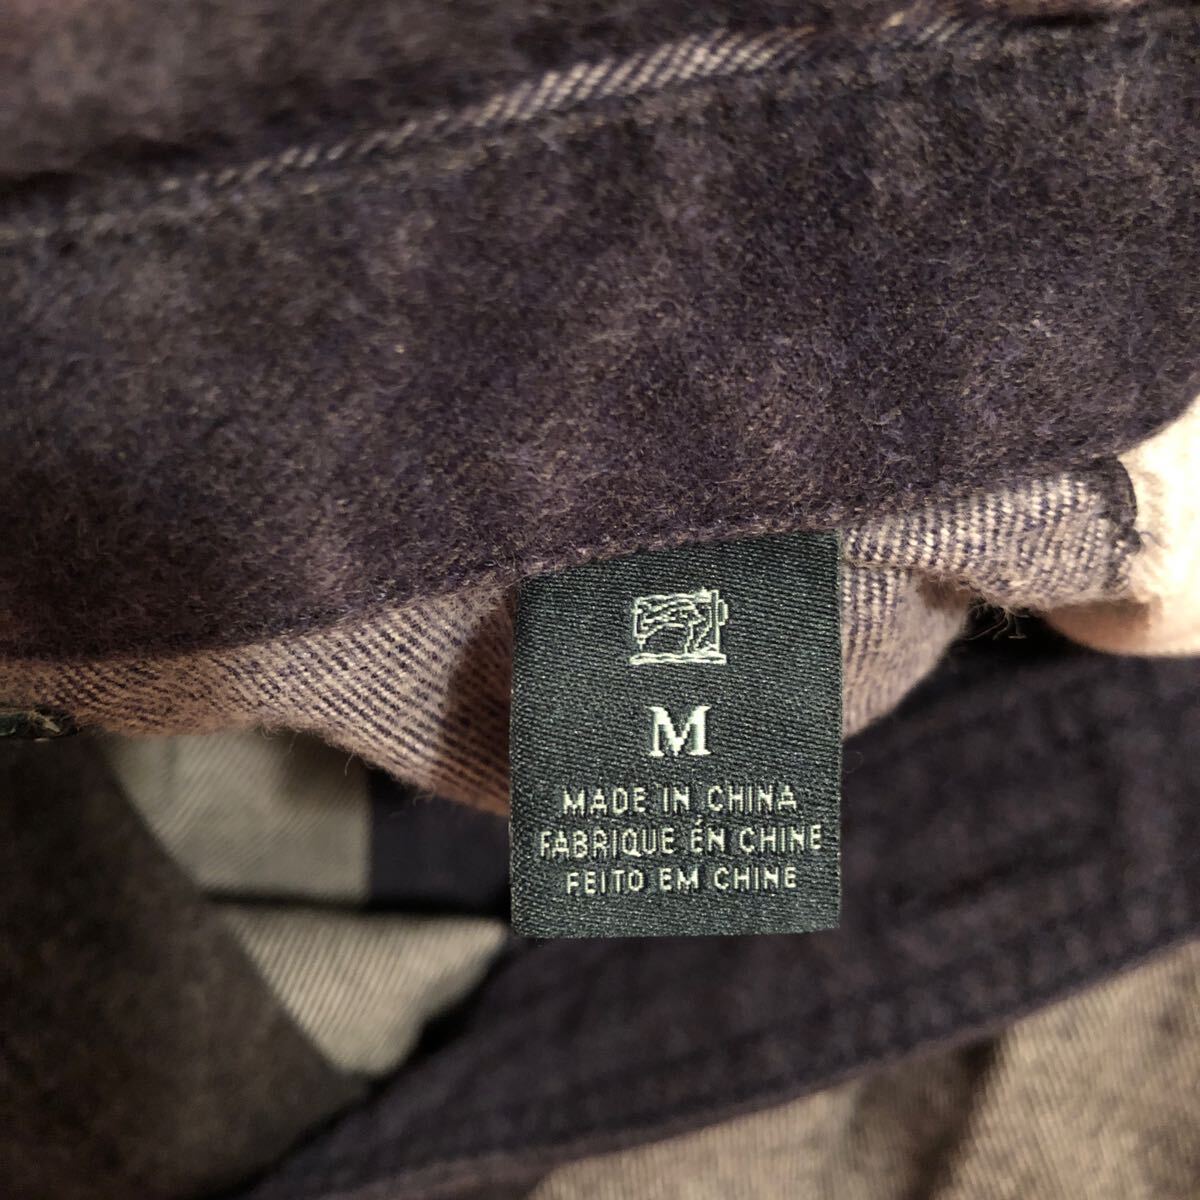 M
MADE IN CHINA
FABRIQUE ÉN CHINE
FEITO EM CHINE